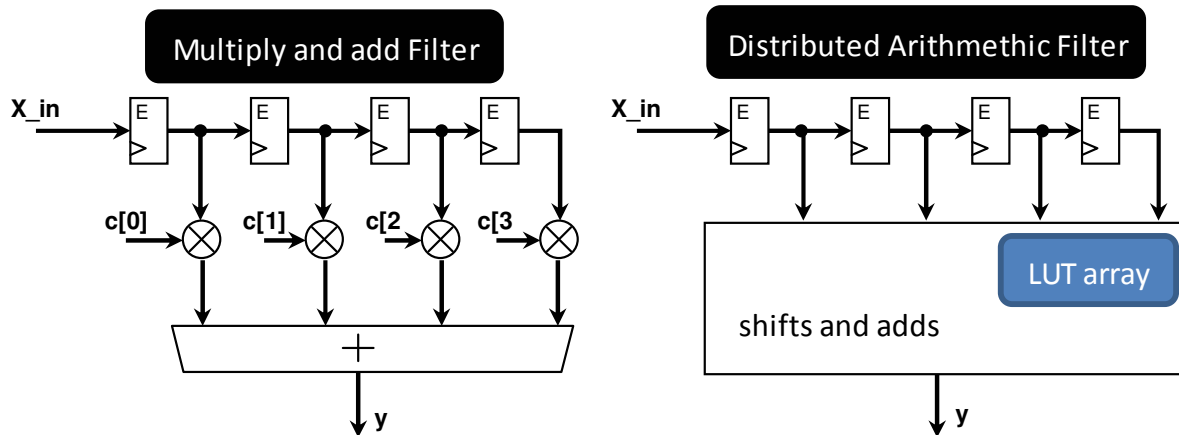 Multiply and add Filter
X_in
E
E
E
E
c[0]
c[1]
c[2
c[3
+
y
Distributed Arithmethic Filter
X_in
E
E
E
E
LUT array
shifts and adds
y